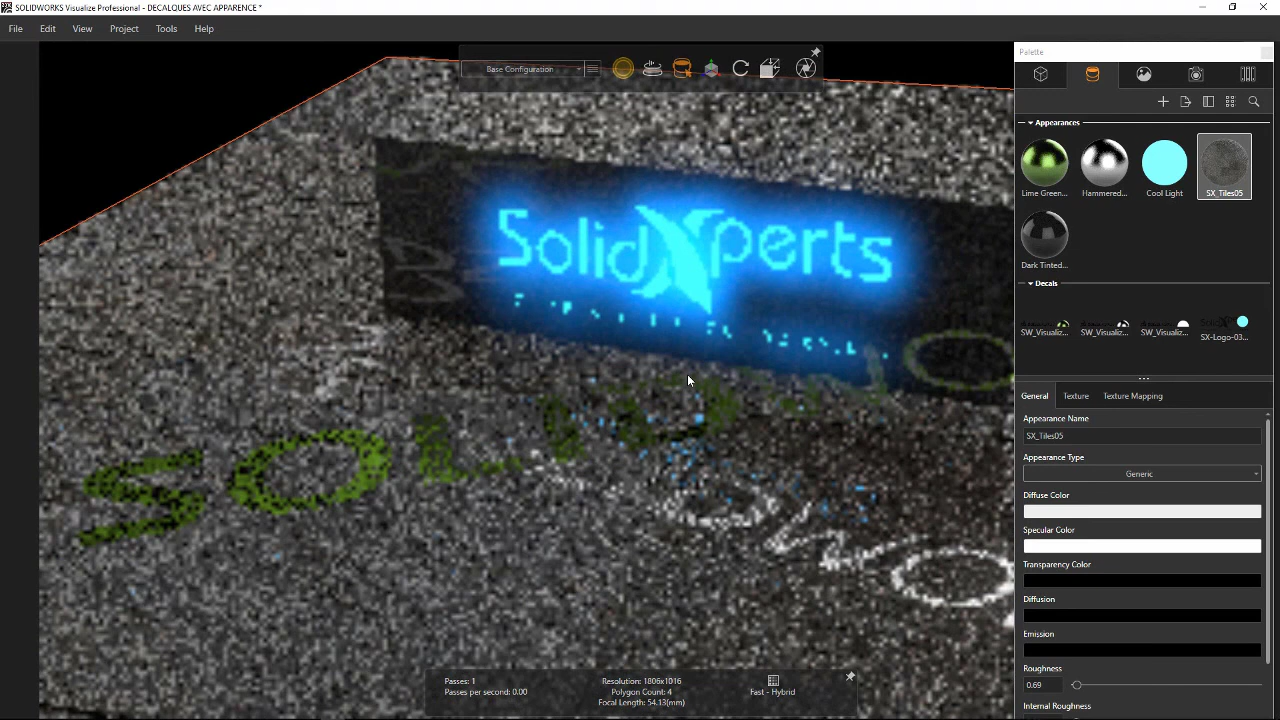 SOLIDWORKS Visualize Professional - DECALQUES AVEC APPARENCE *
File Edit View Project Tools Help
Base Configuration
Palette
Appearances
Lime Green... Hammered... Cool Light SX_Tiles05
Dark Tinted...
Decals
SW_Visualiz... SW_Visualiz... SW_Visualiz... SX-Logo-03...
General Texture Texture Mapping
Appearance Name
SX_Tiles05
Appearance Type
Generic
Diffuse Color
Specular Color
Transparency Color
Diffusion
Emission
Roughness
0.69
Internal Roughness
SolidXperts
SOLID
Passes: 1
Passes per second: 0.00
Resolution: 1806x1016
Polygon Count: 4
Focal Length: 54.13(mm)
Fast - Hybrid